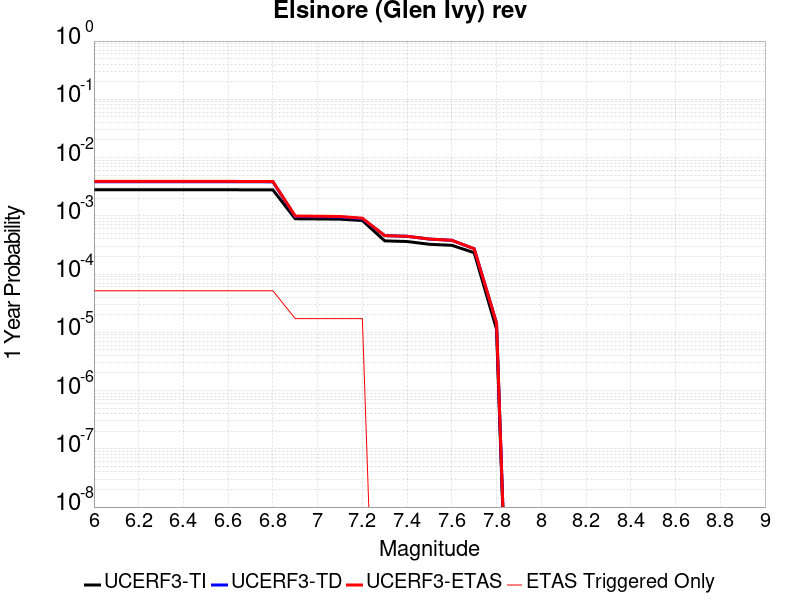 Elsinore (Glen Ivy) rev
10^0
10^-1
10^-2
10^-3
10^-4
10^-5
10^-6
10^-7
10^-8
1 Year Probability
6 6.2 6.4 6.6 6.8 7 7.2 7.4 7.6 7.8 8 8.2 8.4 8.6 8.8 9
Magnitude
UCERF3-TI UCERF3-TD UCERF3-ETAS ETAS Triggered Only